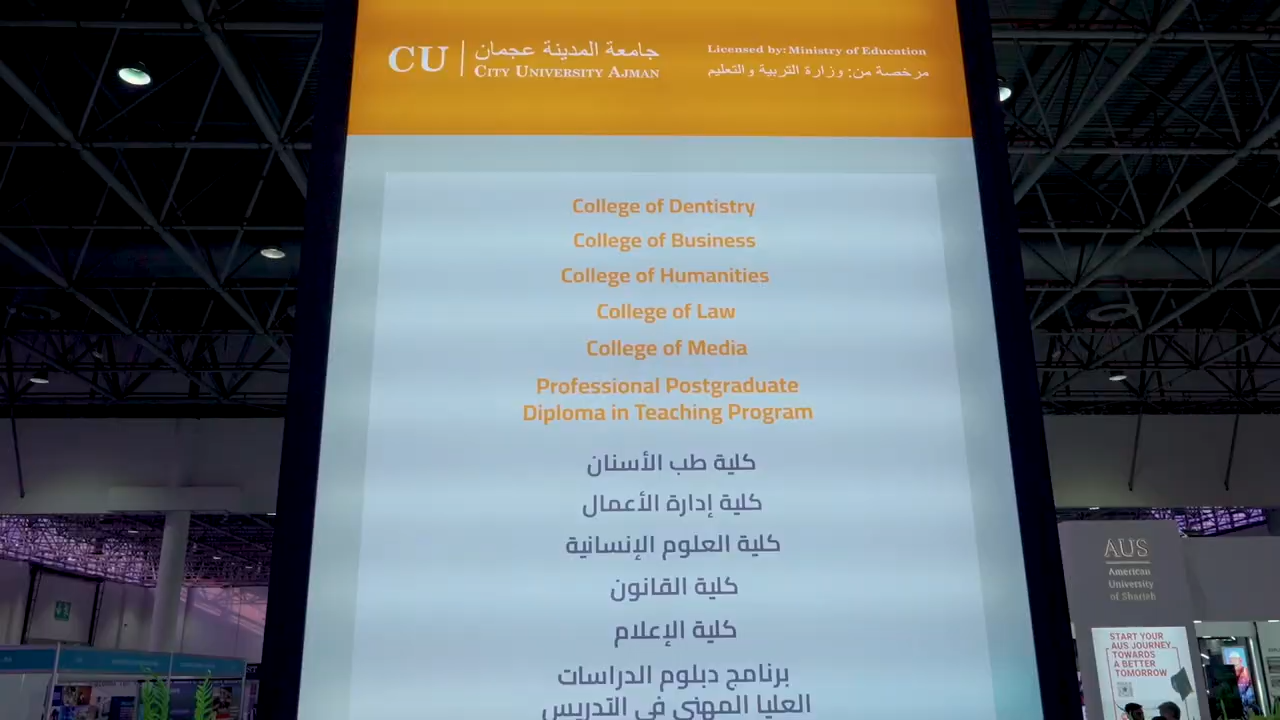 CU
جامعة المدينة عجمان
CITY UNIVERSITY AJMAN
Licensed by: Ministry of Education
مرخصة من: وزارة التربية والتعليم
College of Dentistry
College of Business
College of Humanities
College of Law
College of Media
Professional Postgraduate
Diploma in Teaching Program
كلية طب الأسنان
كلية إدارة الأعمال
كلية العلوم الإنسانية
كلية القانون
كلية الإعلام
برنامج دبلوم الدراسات
العليا المهني في التدريس
AUS
American
University
of Sharjah
START YOUR
AUS JOURNEY
TOWARDS
A BETTER
TOMORROW